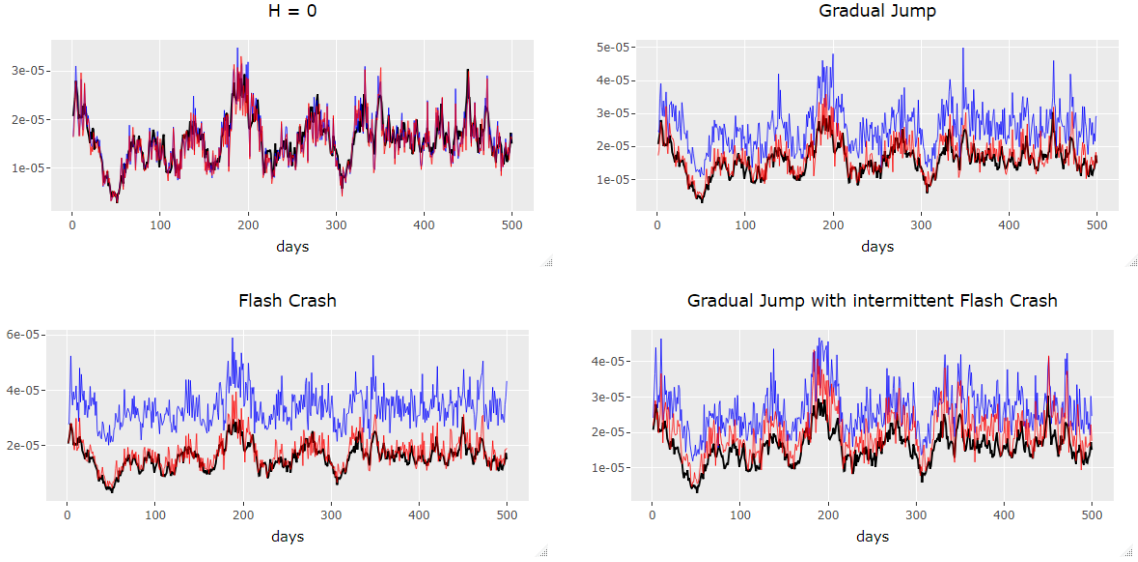 H = 0
3e-05
2e-05
1e-05
0 100 200 300 400 500
days
Gradual Jump
5e-05
4e-05
3e-05
2e-05
1e-05
0 100 200 300 400 500
days
Flash Crash
6e-05
4e-05
2e-05
0 100 200 300 400 500
days
Gradual Jump with intermittent Flash Crash
4e-05
3e-05
2e-05
1e-05
0 100 200 300 400 500
days